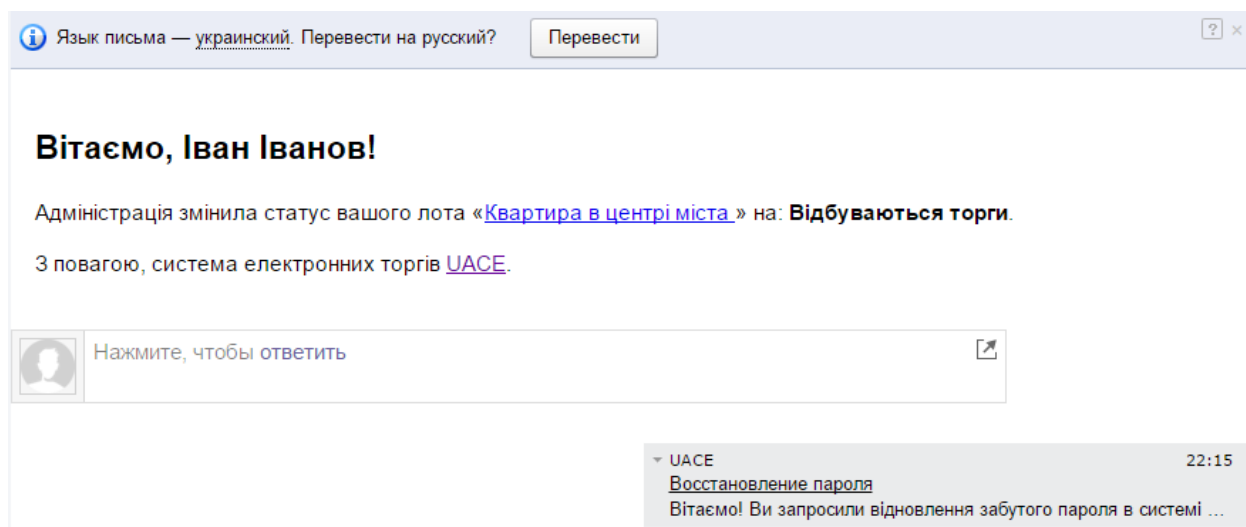 Язык письма — украинский. Перевести на русский? Перевести ? ×
Вітаємо, Іван Іванов!
Адміністрація змінила статус вашого лота «Квартира в центрі міста » на: Відбуваються торги.
З повагою, система електронних торгів UACE.
Нажмите, чтобы ответить
UACE 22:15
Восстановление пароля
Вітаємо! Ви запросили відновлення забутого пароля в системі ...